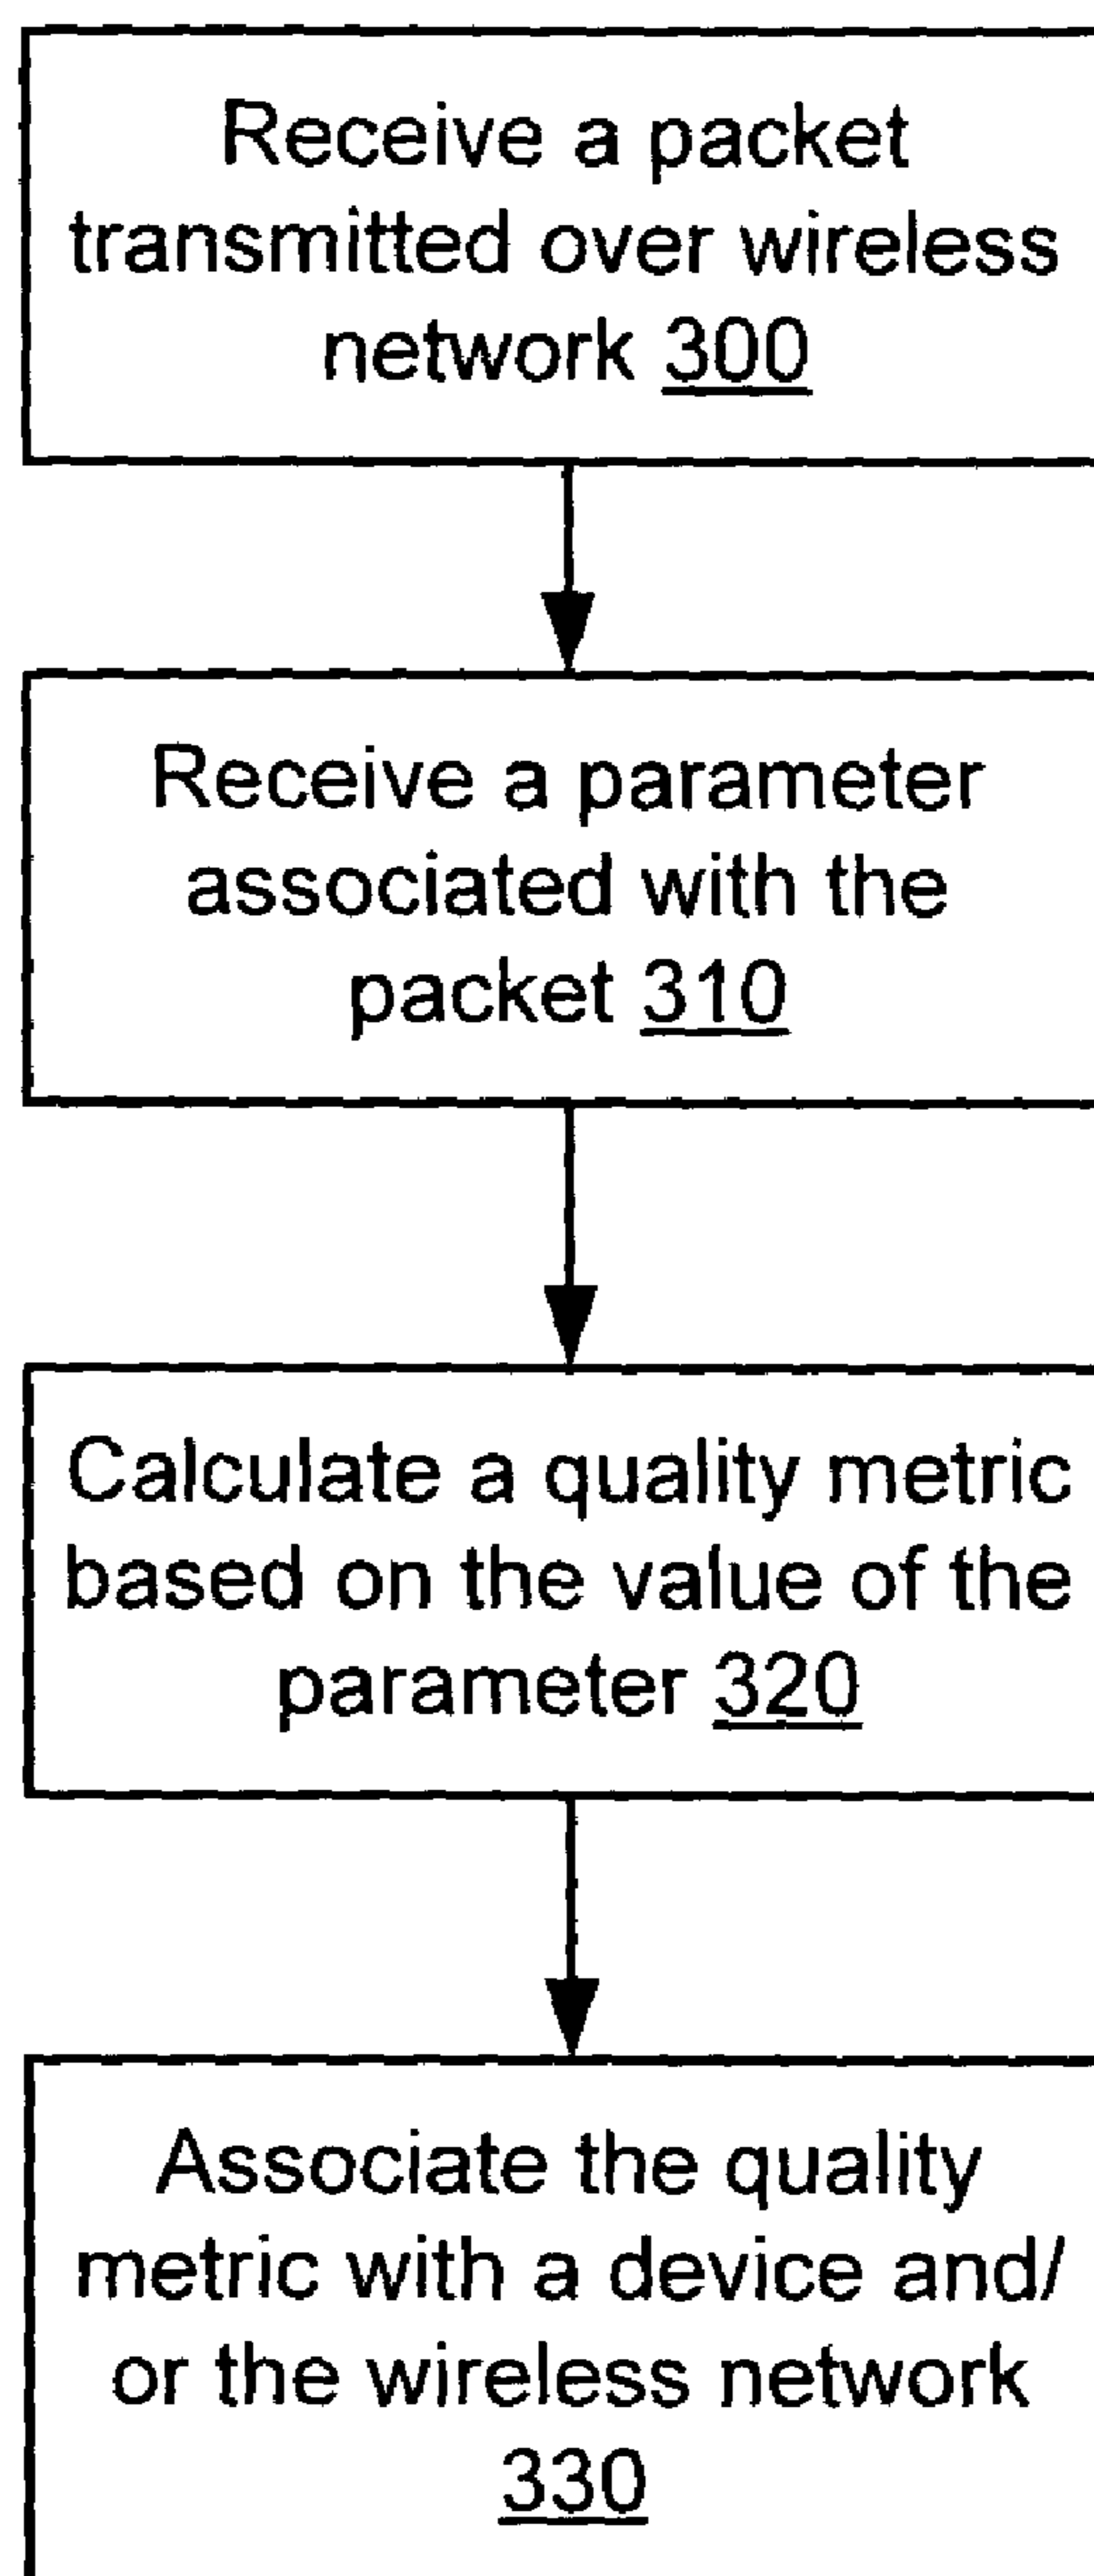 Receive a packet
transmitted over wireless
network 300
Receive a parameter
associated with the
packet 310
Calculate a quality metric
based on the value of the
parameter 320
Associate the quality
metric with a device and/
or the wireless network
330